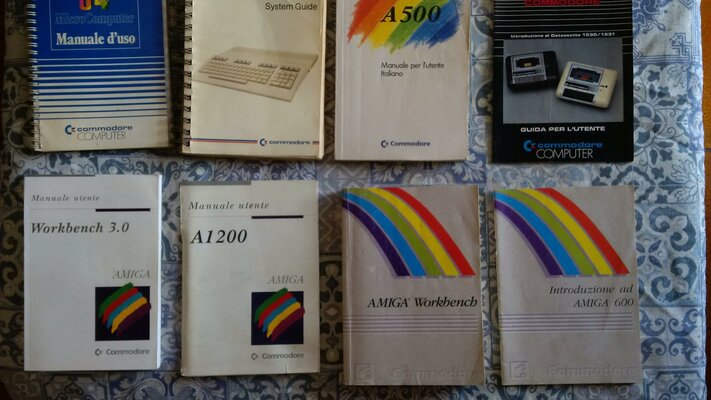 64
MicroComputer
Manuale d'uso
commodore
COMPUTER
System Guide
commodore
A500
Manuale per l'utente
Italiano
Commodore
COMMODORE
Introduzione al Datassette 1530/1531
GUIDA PER L'UTENTE
commodore
COMPUTER
Manuale utente
Workbench 3.0
AMIGA
Commodore
Manuale utente
A1200
AMIGA
Commodore
AMIGA® Workbench
Commodore
Introduzione ad
AMIGA 600
Commodore